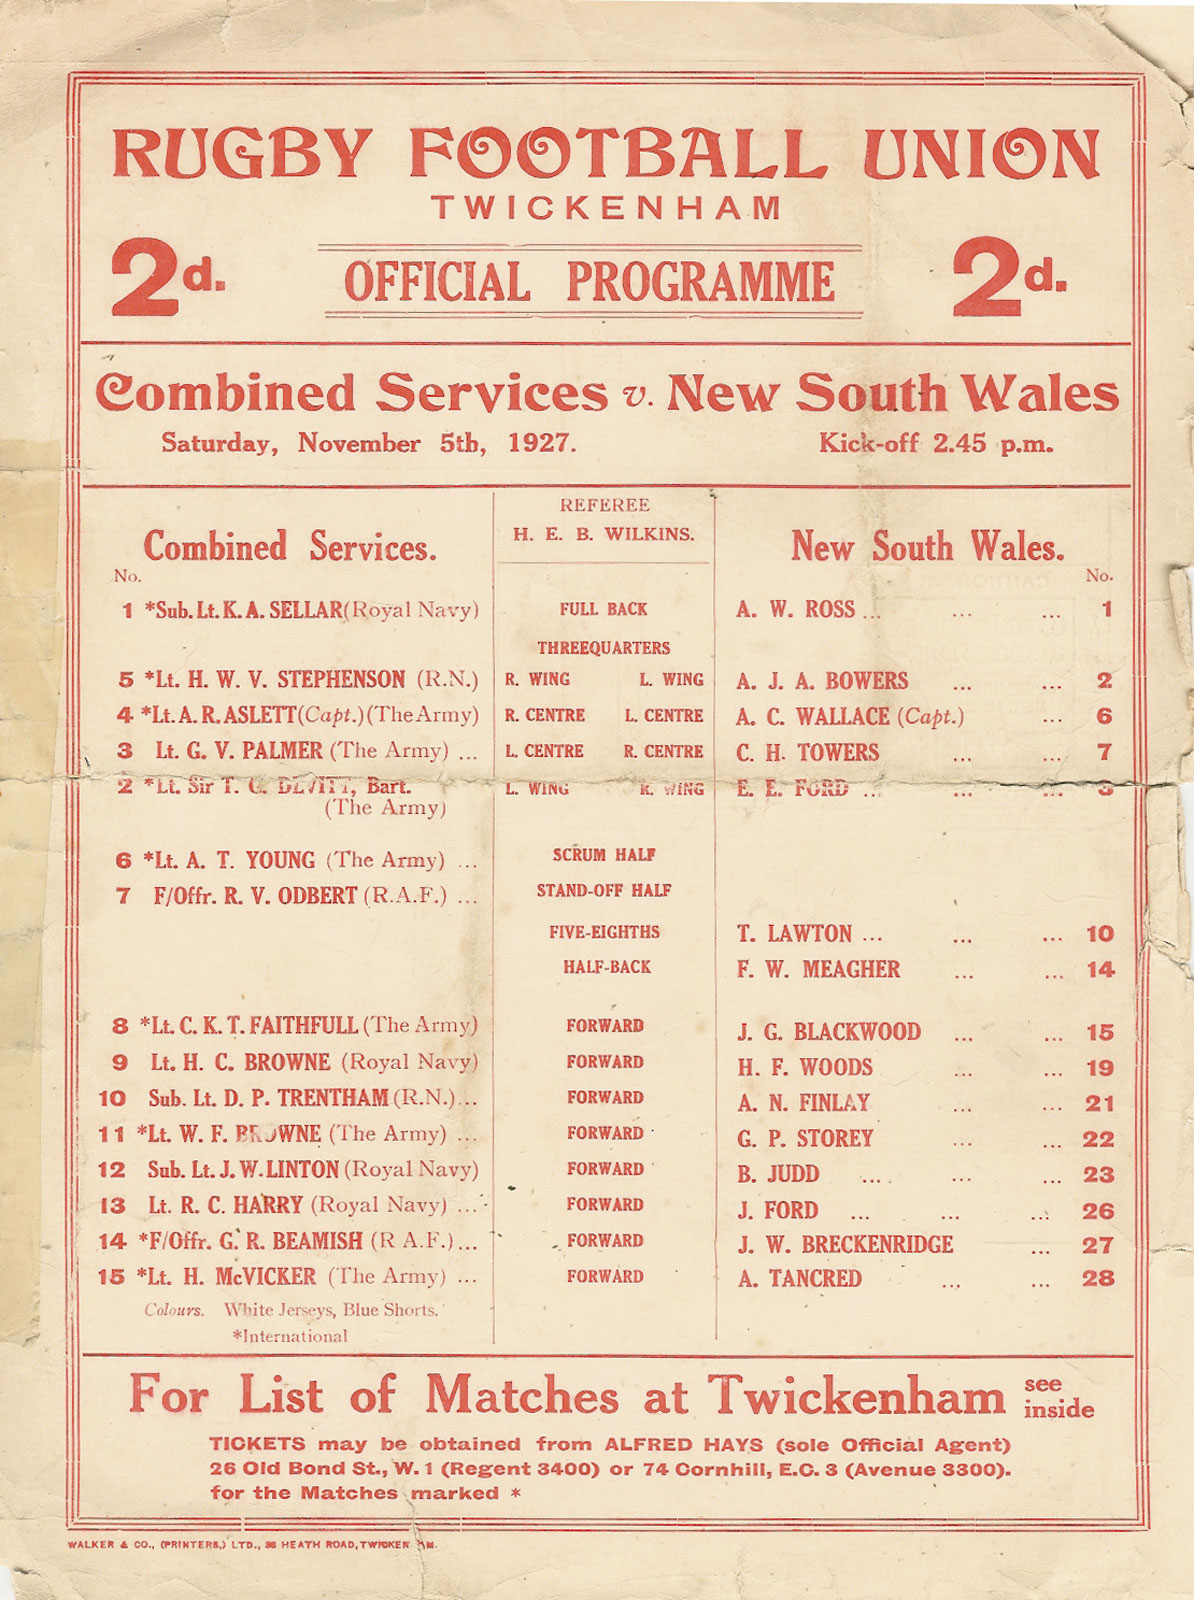 RUGBY FOOTBALL UNION
TWICKENHAM
2d. OFFICIAL PROGRAMME 2d.
Combined Services v. New South Wales
Saturday, November 5th, 1927. Kick-off 2.45 p.m.
REFEREE
H. E. B. WILKINS.
Combined Services. New South Wales.
No. No.
1 *Sub. Lt. K. A. SELLAR (Royal Navy) FULL BACK A. W. ROSS ... ... ... 1
THREEQUARTERS
5 *Lt. H. W. V. STEPHENSON (R.N.) R. WING L. WING A. J. A. BOWERS ... ... 2
4 *Lt. A. R. ASLETT (Capt.) (The Army) R. CENTRE L. CENTRE A. C. WALLACE (Capt.) ... 6
3 Lt. G. V. PALMER (The Army) ... L. CENTRE R. CENTRE C. H. TOWERS ... ... 7
2 *Lt. Sir T. G. DEVITT, Bart. L. WING R. WING E. E. FORD ... ... ...
(The Army)
6 *Lt. A. T. YOUNG (The Army) ... SCRUM HALF
7 F/Offr. R. V. ODBERT (R.A.F.) ... STAND-OFF HALF
FIVE-EIGHTHS T. LAWTON ... ... ... 10
HALF-BACK F. W. MEAGHER ... ... 14
8 *Lt. C. K. T. FAITHFULL (The Army) FORWARD J. G. BLACKWOOD ... ... 15
9 Lt. H. C. BROWNE (Royal Navy) FORWARD H. F. WOODS ... ... 19
10 Sub. Lt. D. P. TRENTHAM (R.N.)... FORWARD A. N. FINLAY ... ... 21
11 *Lt. W. F. BROWNE (The Army) ... FORWARD G. P. STOREY ... ... 22
12 Sub. Lt. J. W. LINTON (Royal Navy) FORWARD B. JUDD ... ... ... 23
13 Lt. R. C. HARRY (Royal Navy) ... FORWARD J. FORD ... ... ... 26
14 *F/Offr. G. R. BEAMISH (R A.F.)... FORWARD J. W. BRECKENRIDGE ... 27
15 *Lt. H. McVICKER (The Army) ... FORWARD A. TANCRED ... ... 28
Colours. White Jerseys, Blue Shorts.
*International
For List of Matches at Twickenham see inside
TICKETS may be obtained from ALFRED HAYS (sole Official Agent)
26 Old Bond St., W. 1 (Regent 3400) or 74 Cornhill, E.C. 3 (Avenue 3300).
for the Matches marked *
WALKER & CO., (PRINTERS,) LTD., HEATH ROAD,